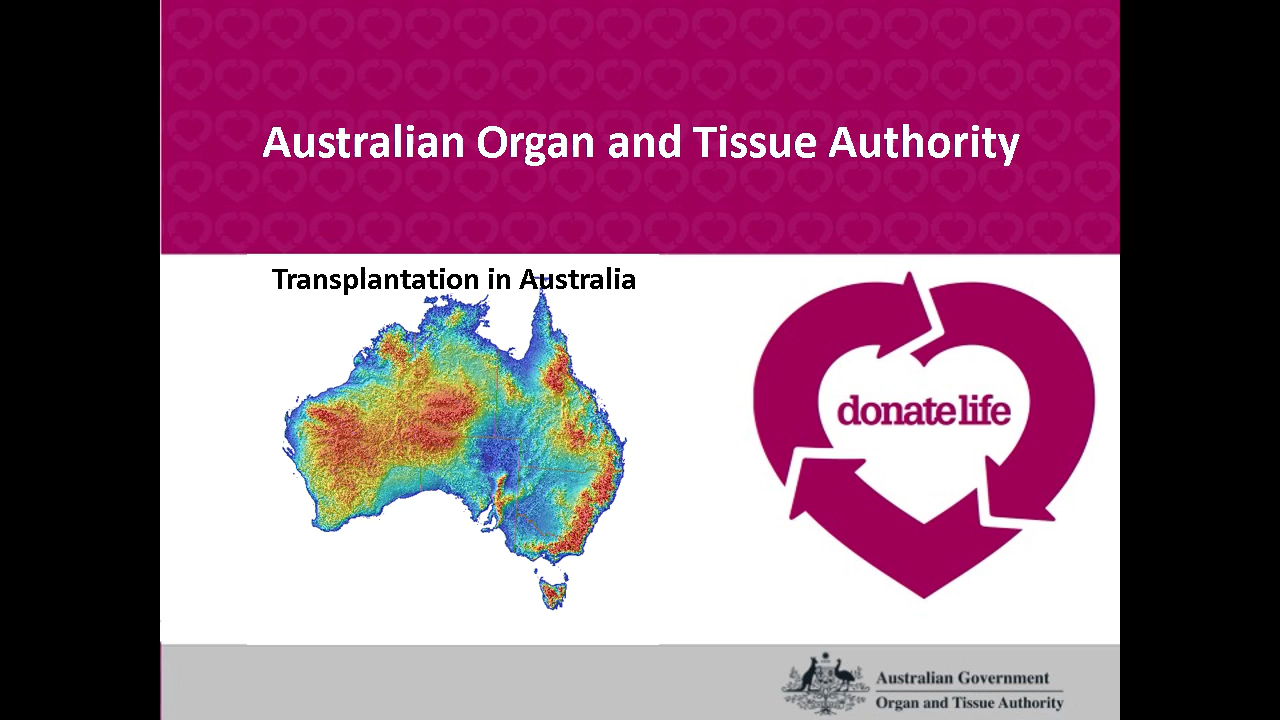 Australian Organ and Tissue Authority
Transplantation in Australia
donatelife
Australian Government
Organ and Tissue Authority